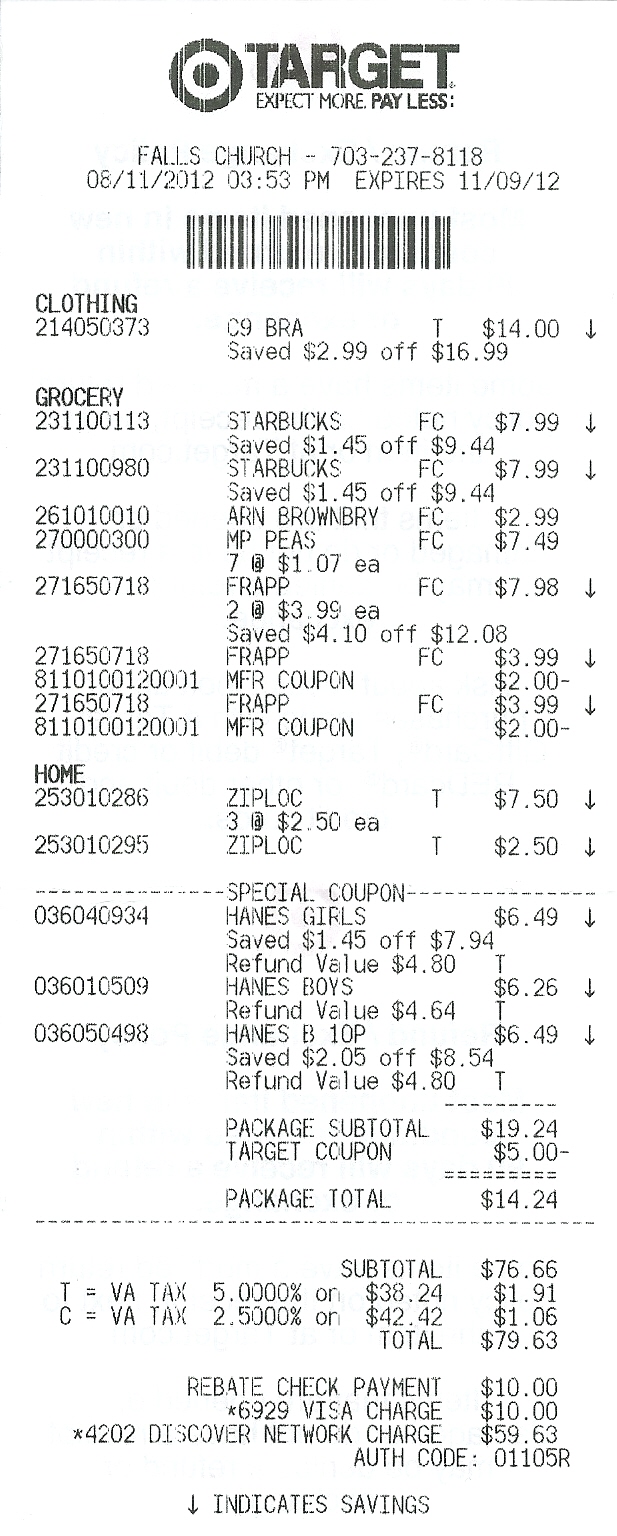 TARGET
EXPECT MORE. PAY LESS:
FALLS CHURCH - 703-237-8118
08/11/2012 03:53 PM EXPIRES 11/09/12
CLOTHING
214050373 C9 BRA T $14.00 ↓
Saved $2.99 off $16.99
GROCERY
231100113 STARBUCKS FC $7.99 ↓
Saved $1.45 off $9.44
231100980 STARBUCKS FC $7.99 ↓
Saved $1.45 off $9.44
261010010 ARN BROWNBRY FC $2.99
270000300 MP PEAS FC $7.49
7 @ $1.07 ea
271650718 FRAPP FC $7.98 ↓
2 @ $3.99 ea
Saved $4.10 off $12.08
271650718 FRAPP FC $3.99 ↓
8110100120001 MFR COUPON $2.00-
271650718 FRAPP FC $3.99 ↓
8110100120001 MFR COUPON $2.00-
HOME
253010286 ZIPLOC T $7.50 ↓
3 @ $2.50 ea
253010295 ZIPLOC T $2.50 ↓
---------------SPECIAL COUPON---------------
036040934 HANES GIRLS $6.49 ↓
Saved $1.45 off $7.94
Refund Value $4.80 T
036010509 HANES BOYS $6.26 ↓
Refund Value $4.64 T
036050498 HANES B 10P $6.49 ↓
Saved $2.05 off $8.54
Refund Value $4.80 T
---------
PACKAGE SUBTOTAL $19.24
TARGET COUPON $5.00-
=========
PACKAGE TOTAL $14.24
--------------------------------------------
SUBTOTAL $76.66
T = VA TAX 5.0000% on $38.24 $1.91
C = VA TAX 2.5000% on $42.42 $1.06
TOTAL $79.63
REBATE CHECK PAYMENT $10.00
*6929 VISA CHARGE $10.00
*4202 DISCOVER NETWORK CHARGE $59.63
AUTH CODE: 01105R
↓ INDICATES SAVINGS